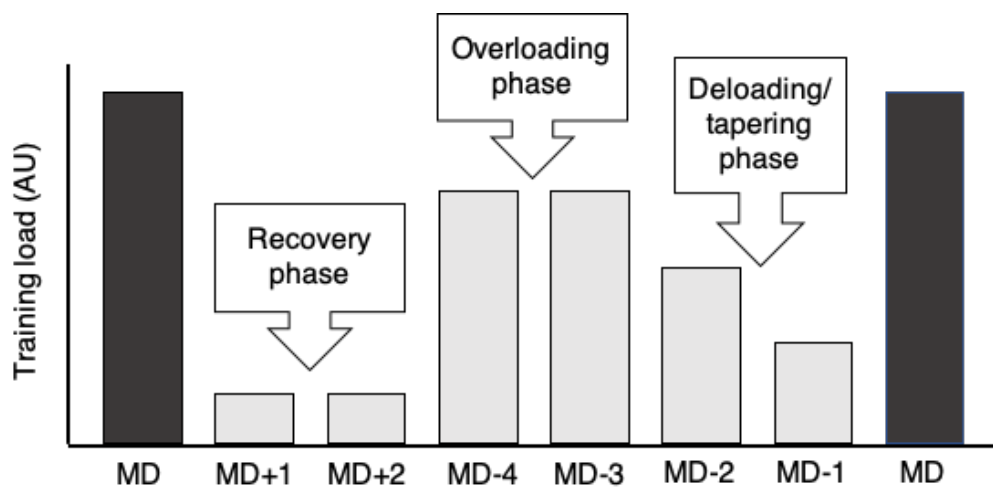 Overloading
phase
Deloading/
tapering
phase
Recovery
phase
Training load (AU)
MD
MD+1
MD+2
MD-4
MD-3
MD-2
MD-1
MD